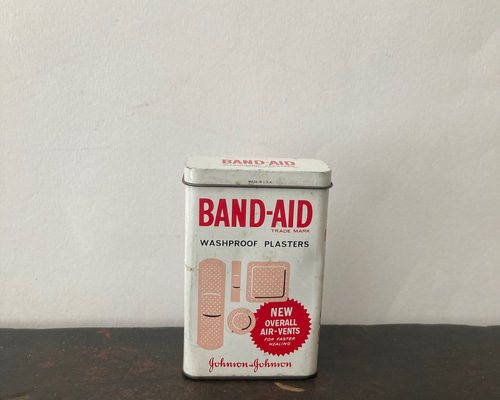 BAND-AID
BAND-AID
TRADE MARK
WASHPROOF PLASTERS
NEW
OVERALL
AIR-VENTS
FOR FASTER
HEALING
Johnson & Johnson